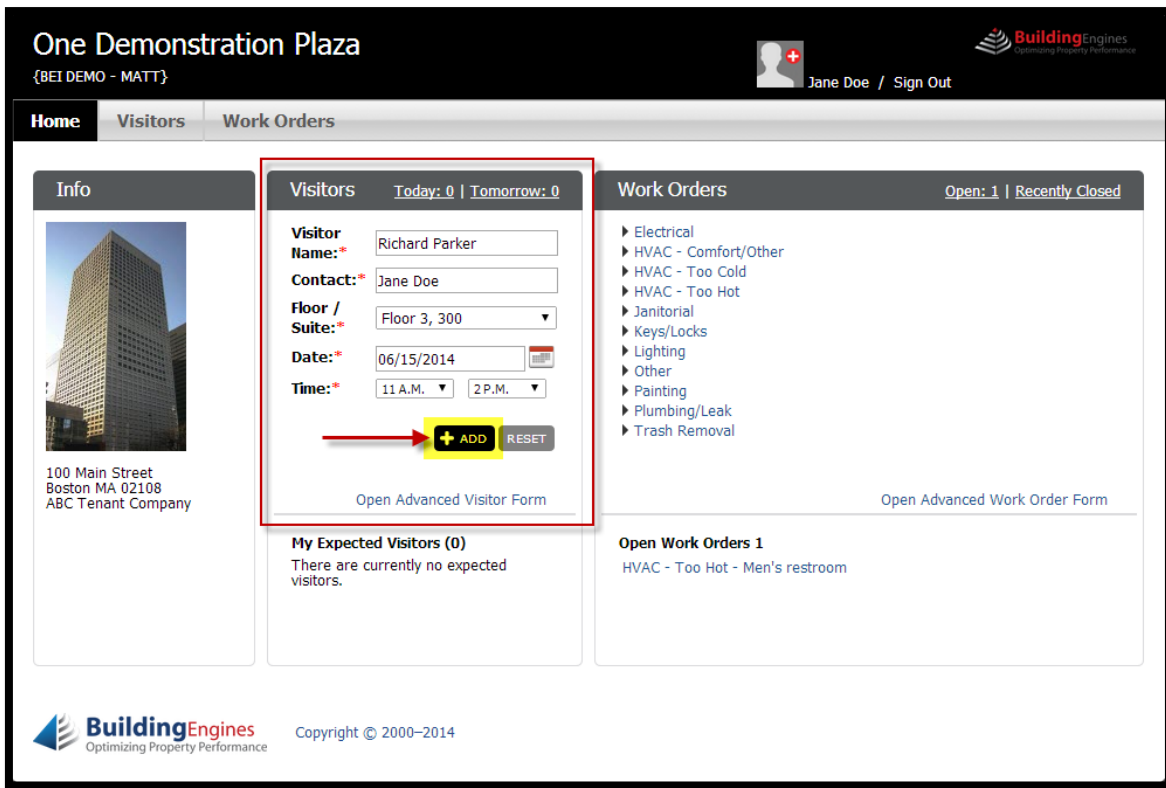 One Demonstration Plaza
{BEI DEMO - MATT}
BuildingEngines
Optimizing Property Performance
Jane Doe / Sign Out
Home Visitors Work Orders
Info
100 Main Street
Boston MA 02108
ABC Tenant Company
Visitors Today: 0 | Tomorrow: 0
Visitor
Name:* Richard Parker
Contact:* Jane Doe
Floor /
Suite:* Floor 3, 300
Date:* 06/15/2014
Time:* 11 A.M. 2 P.M.
ADD RESET
Open Advanced Visitor Form
My Expected Visitors (0)
There are currently no expected
visitors.
Work Orders Open: 1 | Recently Closed
Electrical
HVAC - Comfort/Other
HVAC - Too Cold
HVAC - Too Hot
Janitorial
Keys/Locks
Lighting
Other
Painting
Plumbing/Leak
Trash Removal
Open Advanced Work Order Form
Open Work Orders 1
HVAC - Too Hot - Men's restroom
BuildingEngines
Optimizing Property Performance
Copyright © 2000–2014